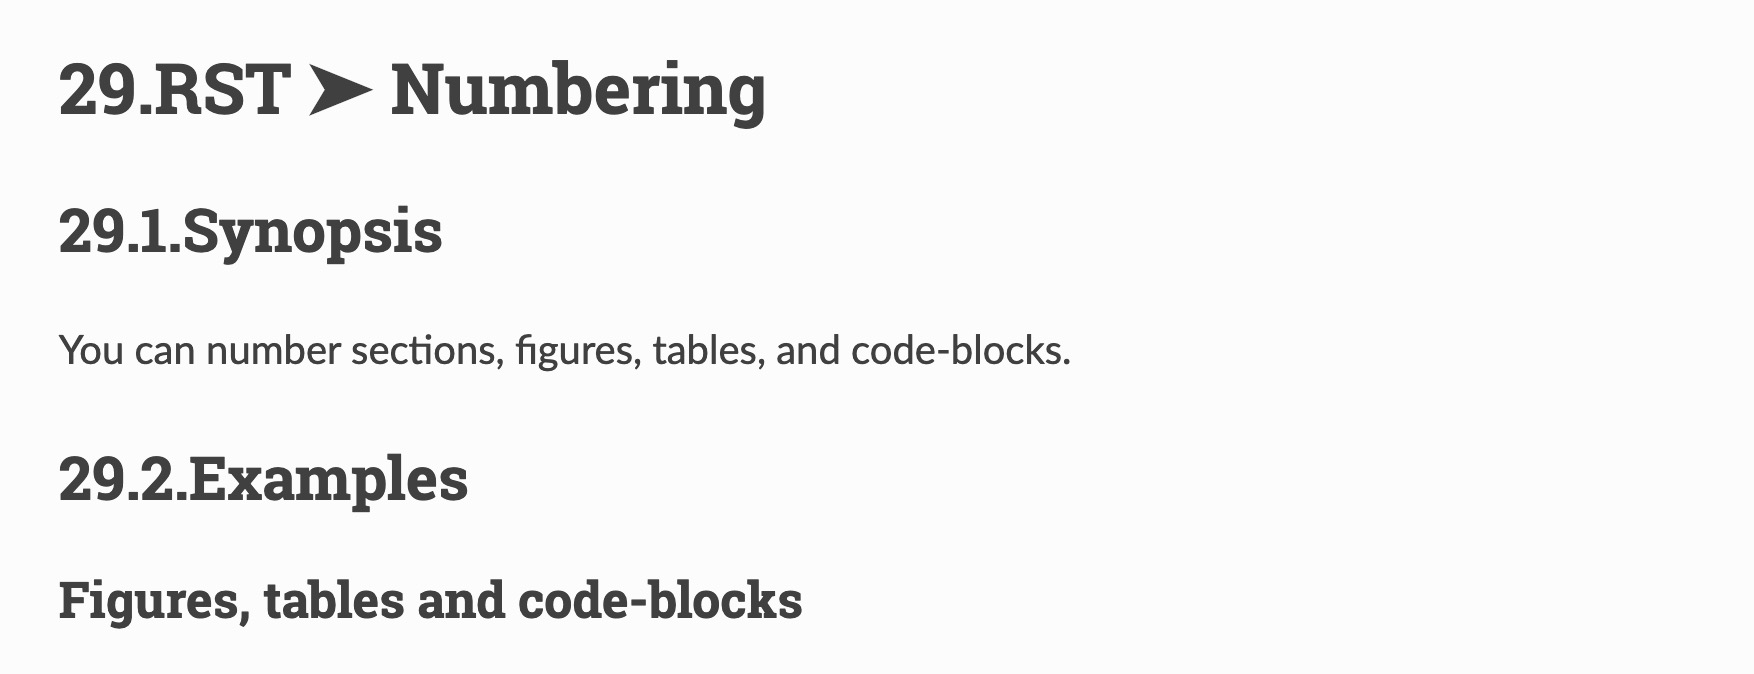 29.RST ➤ Numbering
29.1.Synopsis
You can number sections, figures, tables, and code-blocks.
29.2.Examples
Figures, tables and code-blocks